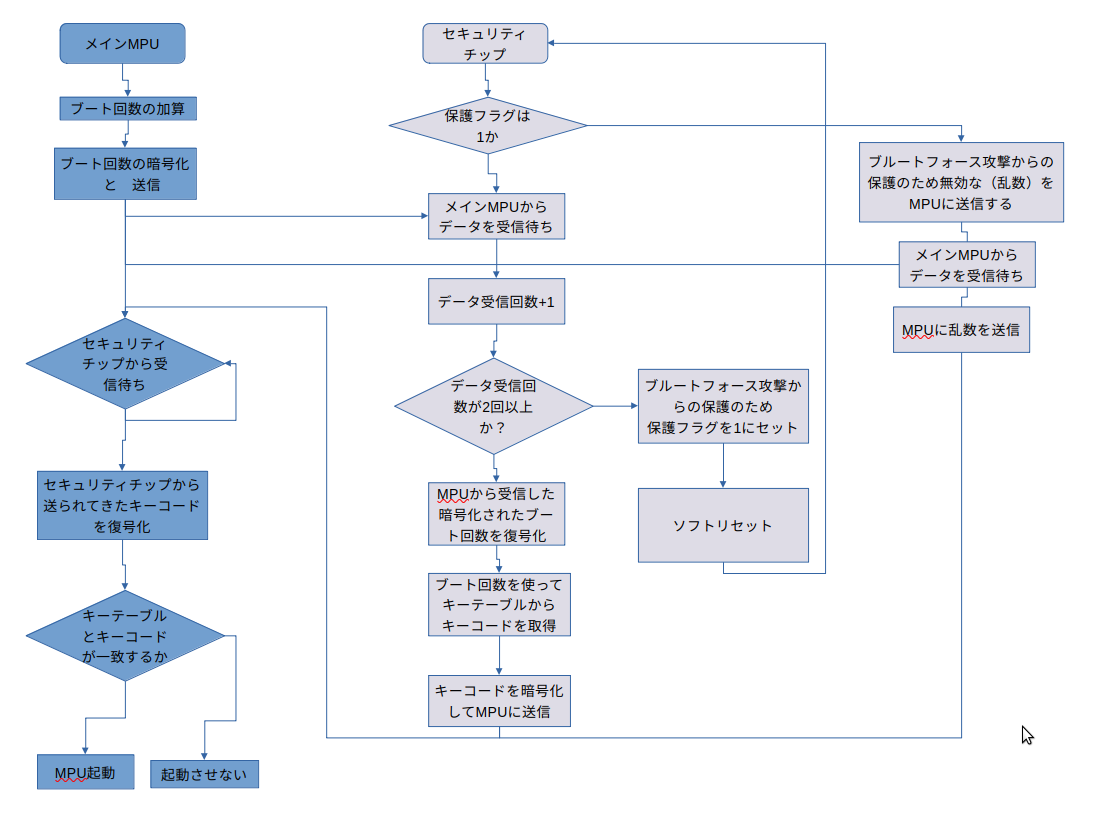 メインMPU
ブート回数の加算
ブート回数の暗号化
と　送信
セキュリティ
チップから受
信待ち
セキュリティチップから
送られてきたキーコード
を復号化
キーテーブル
とキーコード
が一致するか
MPU起動
起動させない
セキュリティ
チップ
保護フラグは
1か
メインMPUから
データを受信待ち
データ受信回数+1
データ受信回
数が2回以上
か？
MPUから受信した
暗号化されたブー
ト回数を復号化
ブート回数を使って
キーテーブルから
キーコードを取得
キーコードを暗号化
してMPUに送信
ブルートフォース攻撃か
らの保護のため
保護フラグを1にセット
ソフトリセット
ブルートフォース攻撃からの
保護のため無効な（乱数）を
MPUに送信する
メインMPUから
データを受信待ち
MPUに乱数を送信